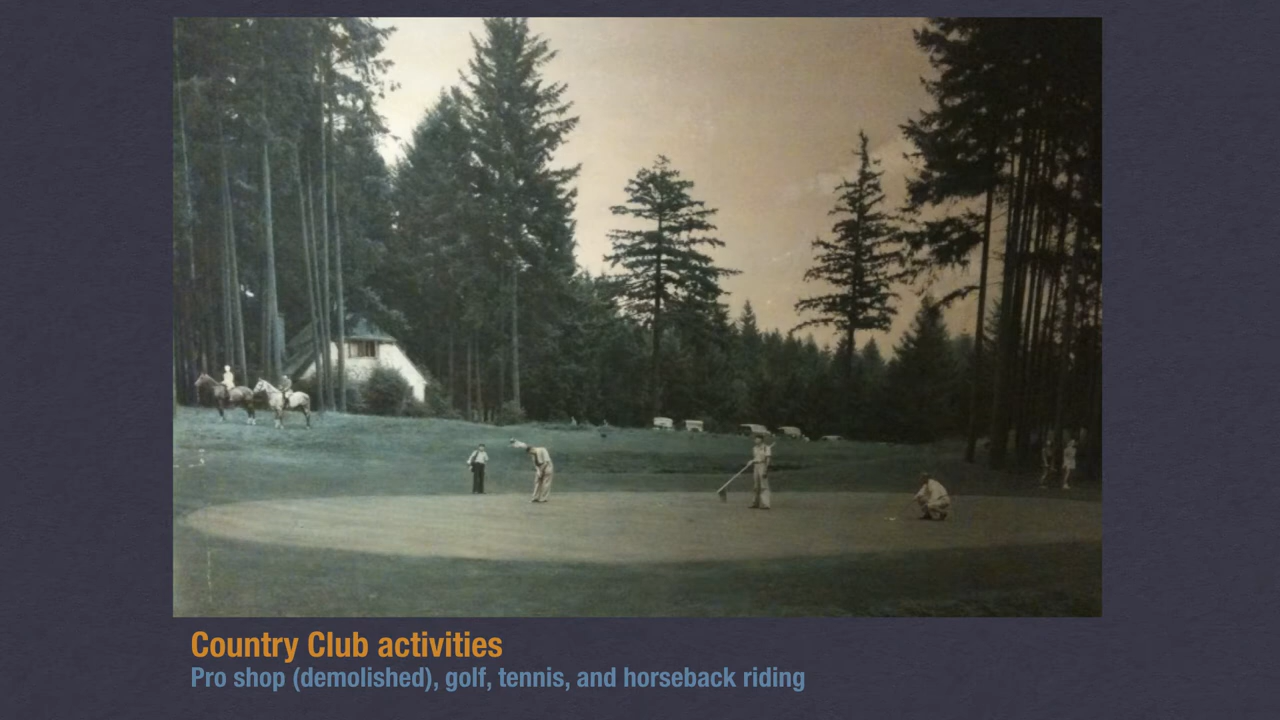 Country Club activities
Pro shop (demolished), golf, tennis, and horseback riding